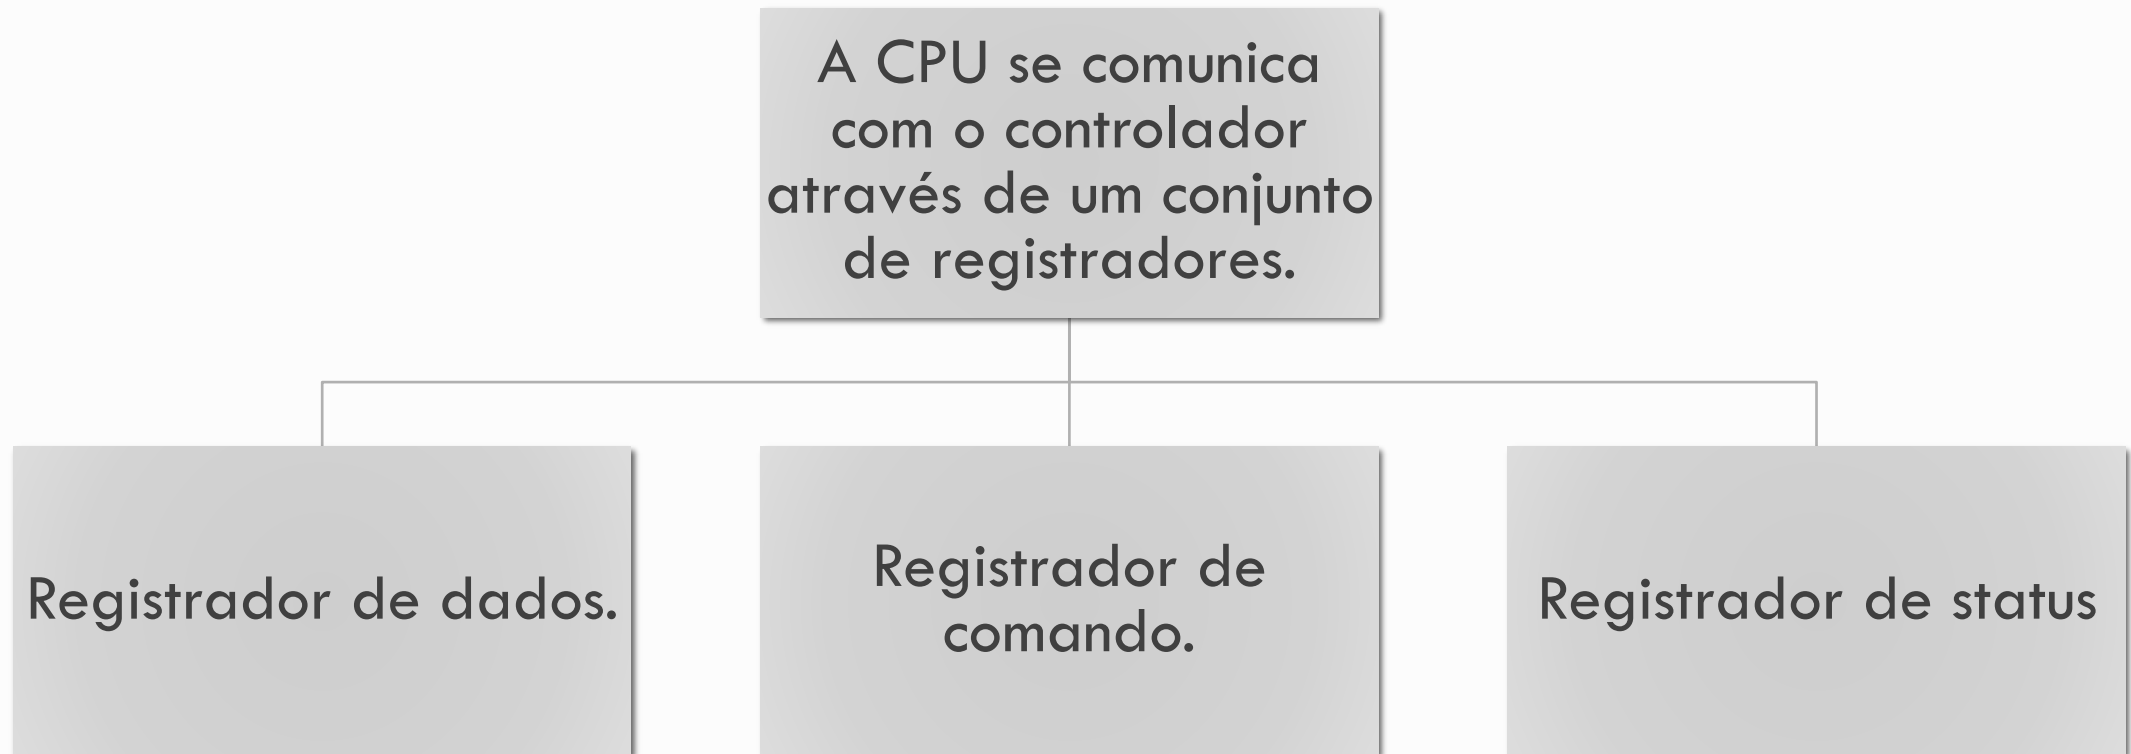 A CPU se comunica
com o controlador
através de um conjunto
de registradores.
Registrador de dados.
Registrador de
comando.
Registrador de status